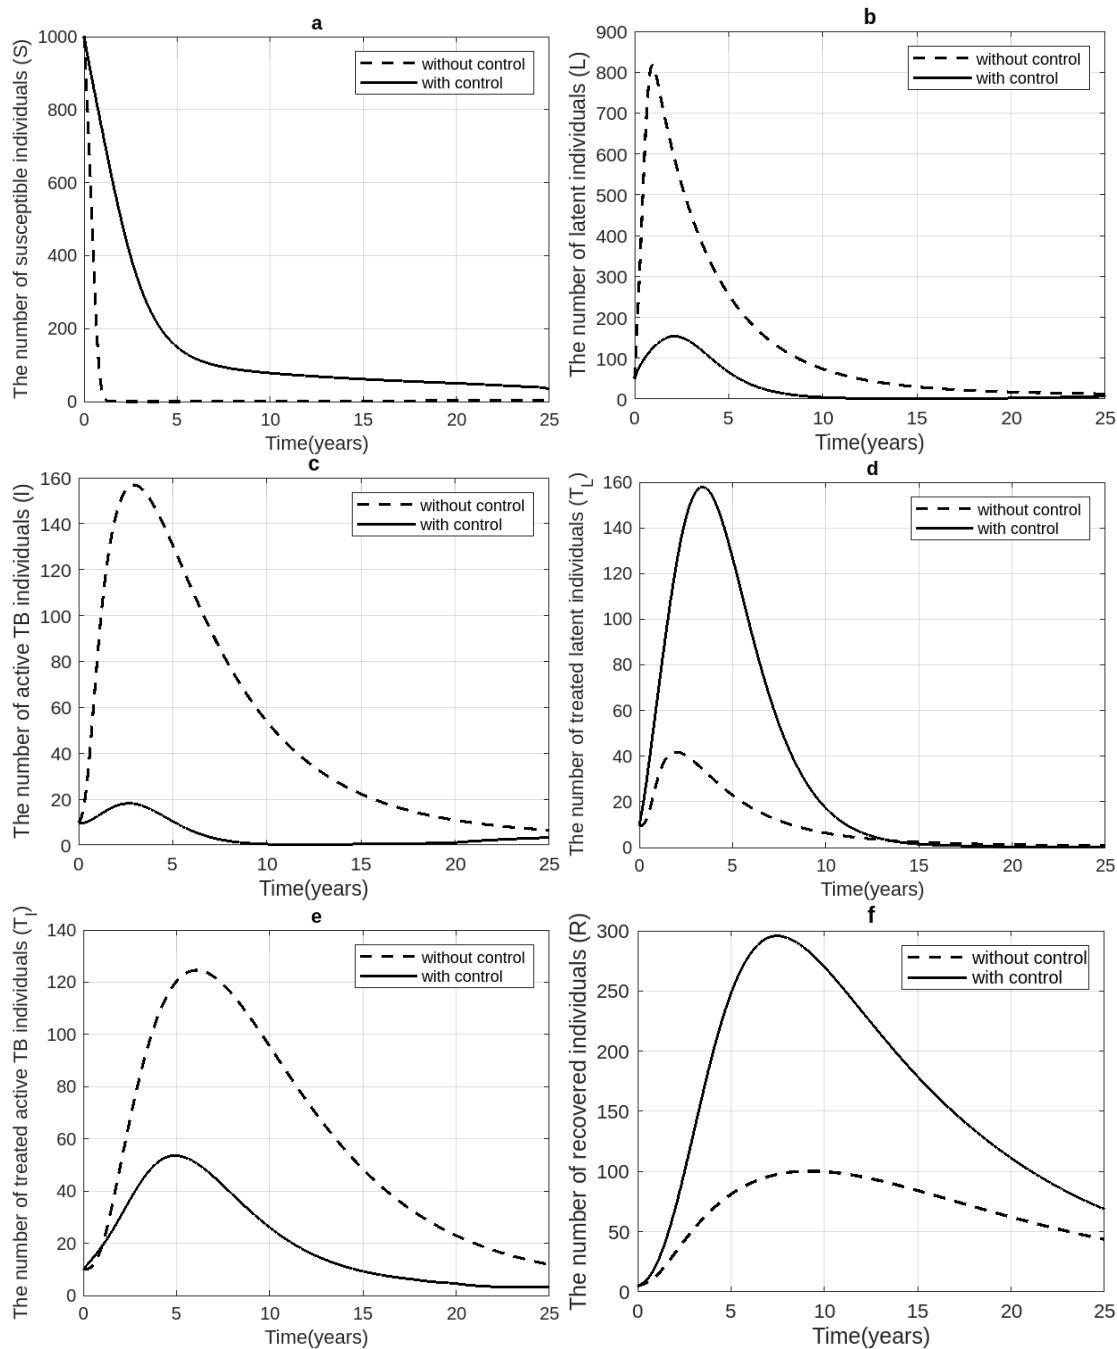 a
The number of susceptible individuals (S)
1000
800
600
400
200
0
without control
with control
0 5 10 15 20 25
Time(years)
b
The number of latent individuals (L)
900
800
700
600
500
400
300
200
100
0
without control
with control
0 5 10 15 20 25
Time(years)
c
The number of active TB individuals (I)
160
140
120
100
80
60
40
20
0
without control
with control
0 5 10 15 20 25
Time(years)
d
The number of treated latent individuals (T_L)
160
140
120
100
80
60
40
20
0
without control
with control
0 5 10 15 20 25
Time(years)
e
The number of treated active TB individuals (T_I)
140
120
100
80
60
40
20
0
without control
with control
0 5 10 15 20 25
Time(years)
f
The number of recovered individuals (R)
300
250
200
150
100
50
0
without control
with control
0 5 10 15 20 25
Time(years)